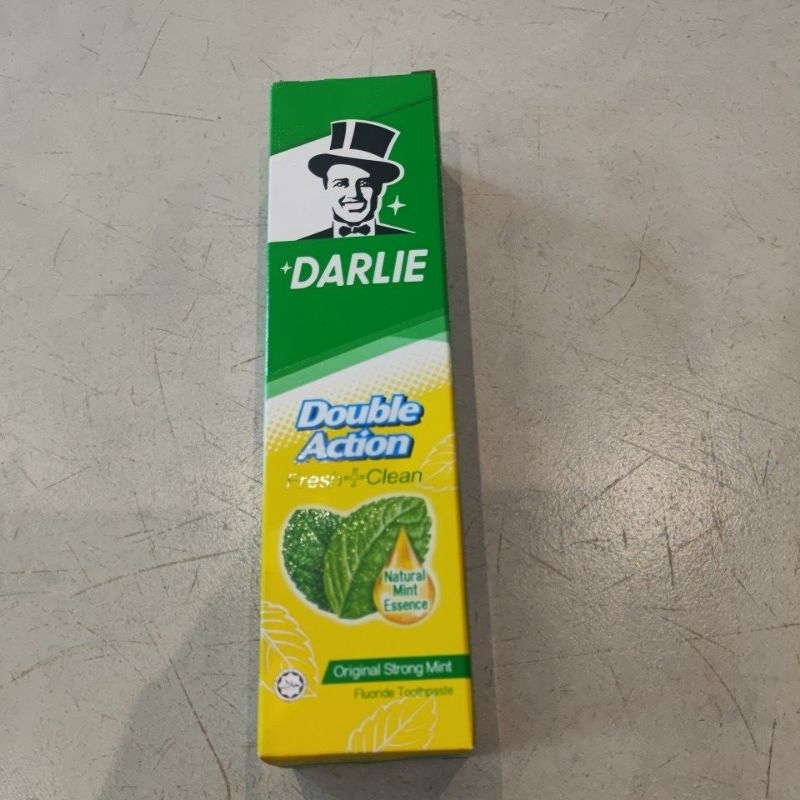 DARLIE
Double
Action
Fresh+Clean
Natural
Mint
Essence
Original Strong Mint
Fluoride Toothpaste